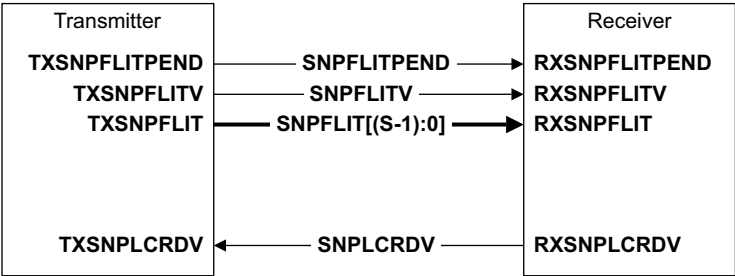 Transmitter Receiver
TXSNPFLITPEND SNPFLITPEND RXSNPFLITPEND
TXSNPFLITV SNPFLITV RXSNPFLITV
TXSNPFLIT SNPFLIT[(S-1):0] RXSNPFLIT
TXSNPLCRDV SNPLCRDV RXSNPLCRDV